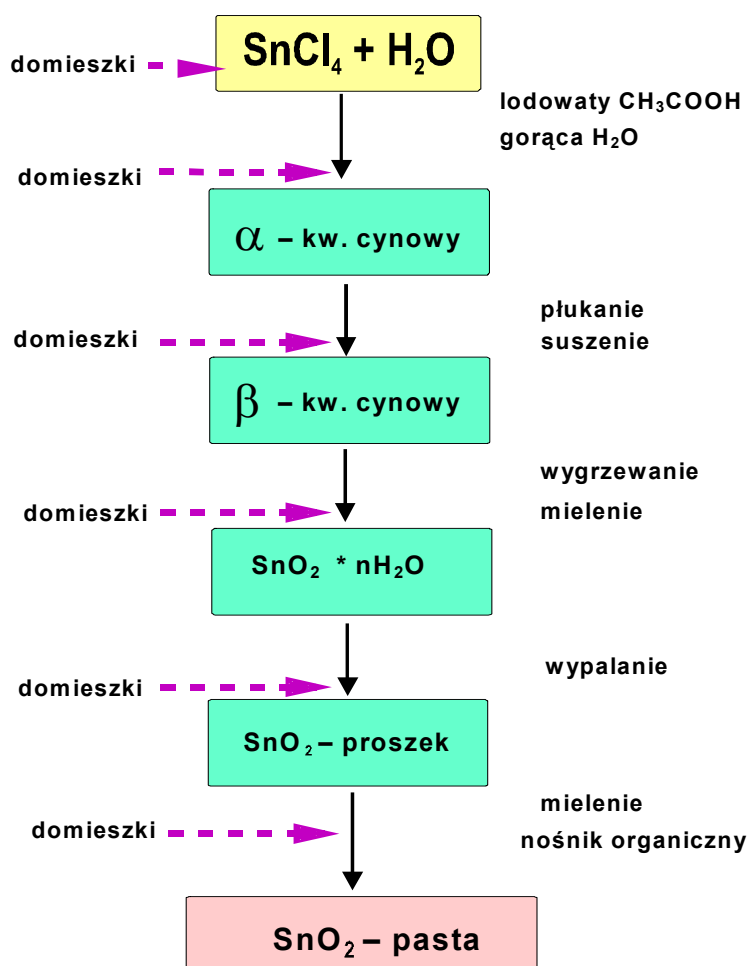 SnCl₄ + H₂O
domieszki
lodowaty CH₃COOH
gorąca H₂O
domieszki
α – kw. cynowy
płukanie
domieszki
suszenie
β – kw. cynowy
wygrzewanie
domieszki
mielenie
SnO₂ * nH₂O
wypalanie
domieszki
SnO₂ – proszek
mielenie
domieszki
nośnik organiczny
SnO₂ – pasta